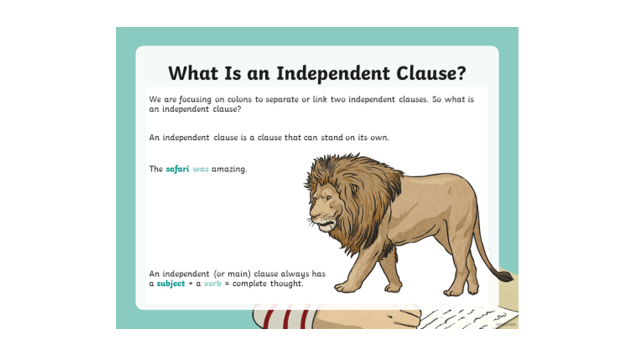 What Is an Independent Clause?
We are focusing on colons to separate or link two independent clauses. So what is
an independent clause?
An independent clause is a clause that can stand on its own.
The safari was amazing.
An independent (or main) clause always has
a subject + a verb = complete thought.